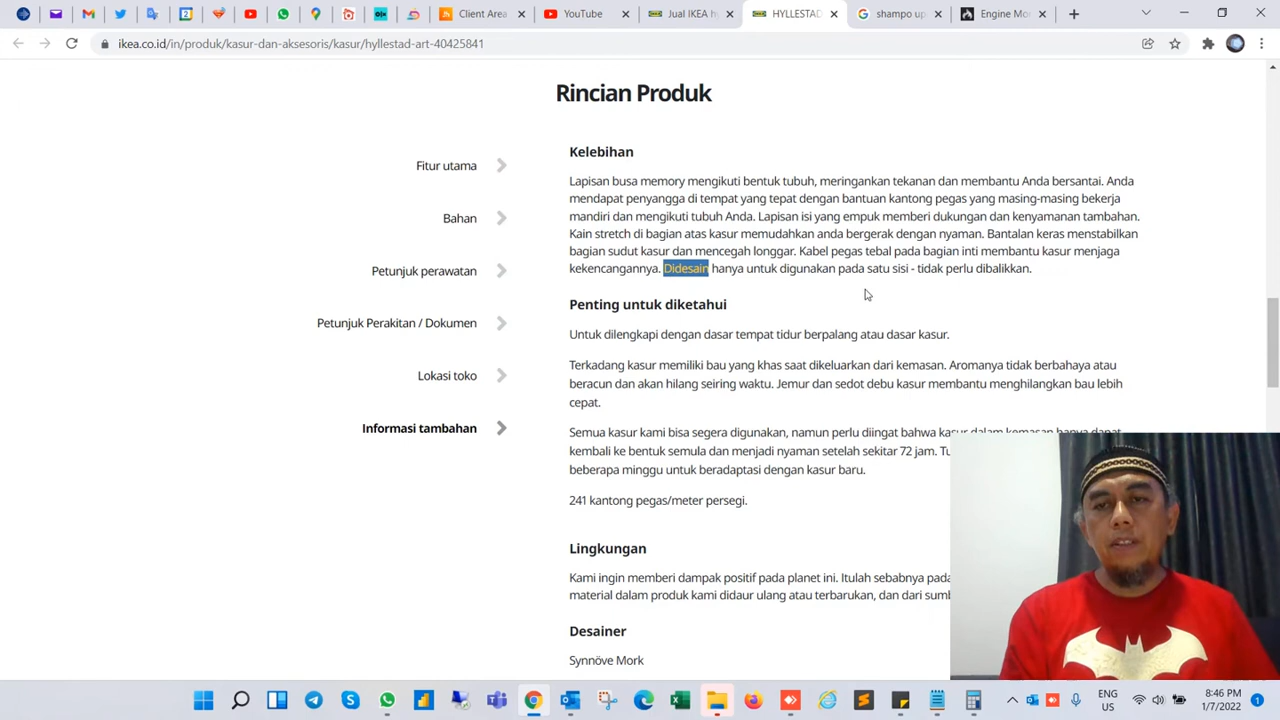 Client Area
YouTube
Jual IKEA hy
HYLLESTAD
shampo up
Engine Mo
ikea.co.id/in/produk/kasur-dan-aksesoris/kasur/hyllestad-art-40425841
Rincian Produk
Fitur utama
Bahan
Petunjuk perawatan
Petunjuk Perakitan / Dokumen
Lokasi toko
Informasi tambahan
Kelebihan
Lapisan busa memory mengikuti bentuk tubuh, meringankan tekanan dan membantu Anda bersantai. Anda
mendapat penyangga di tempat yang tepat dengan bantuan kantong pegas yang masing-masing bekerja
mandiri dan mengikuti tubuh Anda. Lapisan isi yang empuk memberi dukungan dan kenyamanan tambahan.
Kain stretch di bagian atas kasur memudahkan anda bergerak dengan nyaman. Bantalan keras menstabilkan
bagian sudut kasur dan mencegah longgar. Kabel pegas tebal pada bagian inti membantu kasur menjaga
kekencangannya. Didesain hanya untuk digunakan pada satu sisi - tidak perlu dibalikkan.
Penting untuk diketahui
Untuk dilengkapi dengan dasar tempat tidur berpalang atau dasar kasur.
Terkadang kasur memiliki bau yang khas saat dikeluarkan dari kemasan. Aromanya tidak berbahaya atau
beracun dan akan hilang seiring waktu. Jemur dan sedot debu kasur membantu menghilangkan bau lebih
cepat.
Semua kasur kami bisa segera digunakan, namun perlu diingat bahwa kasur dalam kemasan hanya dapat
kembali ke bentuk semula dan menjadi nyaman setelah sekitar 72 jam. Tu
beberapa minggu untuk beradaptasi dengan kasur baru.
241 kantong pegas/meter persegi.
Lingkungan
Kami ingin memberi dampak positif pada planet ini. Itulah sebabnya pada
material dalam produk kami didaur ulang atau terbarukan, dan dari sumb
Desainer
Synnöve Mork
ENG
US
8:46 PM
1/7/2022